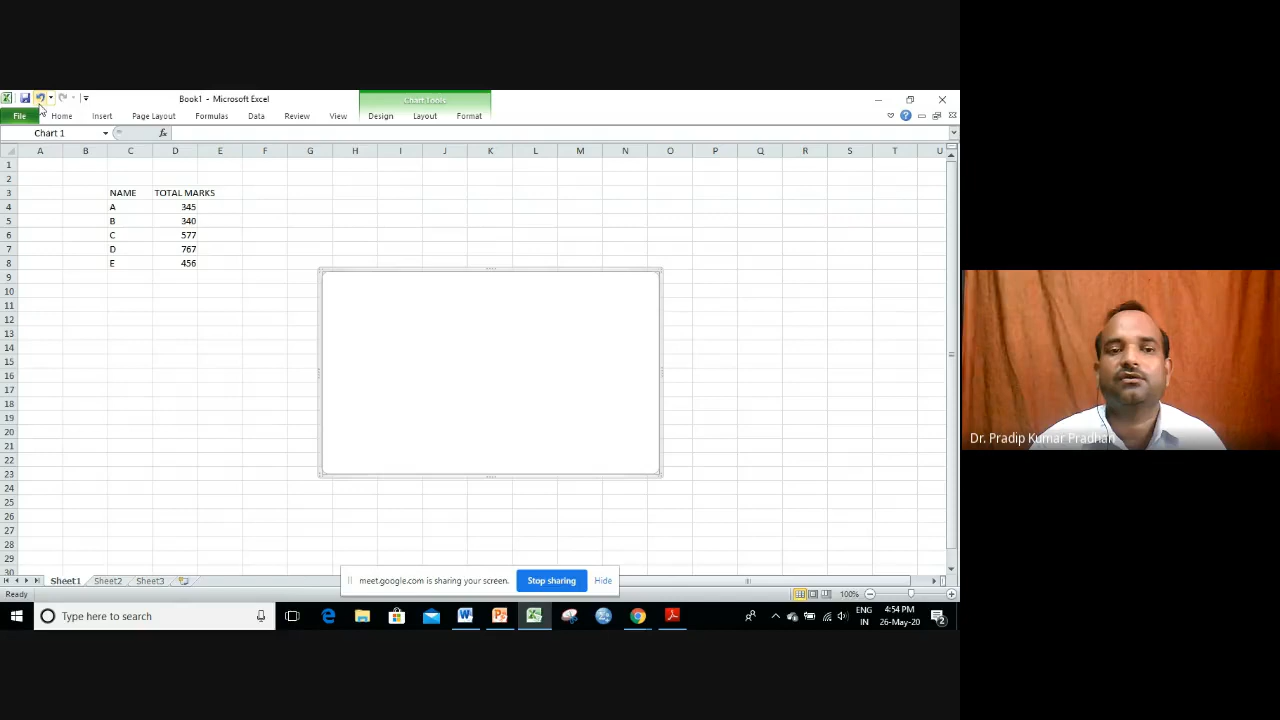 Book1 - Microsoft Excel
Chart Tools
File Home Insert Page Layout Formulas Data Review View Design Layout Format
Chart 1 fx
A B C D E F G H I J K L M N O P Q R S T U
1
2
3 NAME TOTAL MARKS
4 A 345
5 B 340
6 C 577
7 D 767
8 E 456
9
10
11
12
13
14
15
16
17
18
19
20
21
22
23
24
25
26
27
28
29
30
Dr. Pradip Kumar Pradhan
meet.google.com is sharing your screen. Stop sharing Hide
Sheet1 Sheet2 Sheet3
Ready 100%
Type here to search
ENG 4:54 PM
IN 26-May-20 2